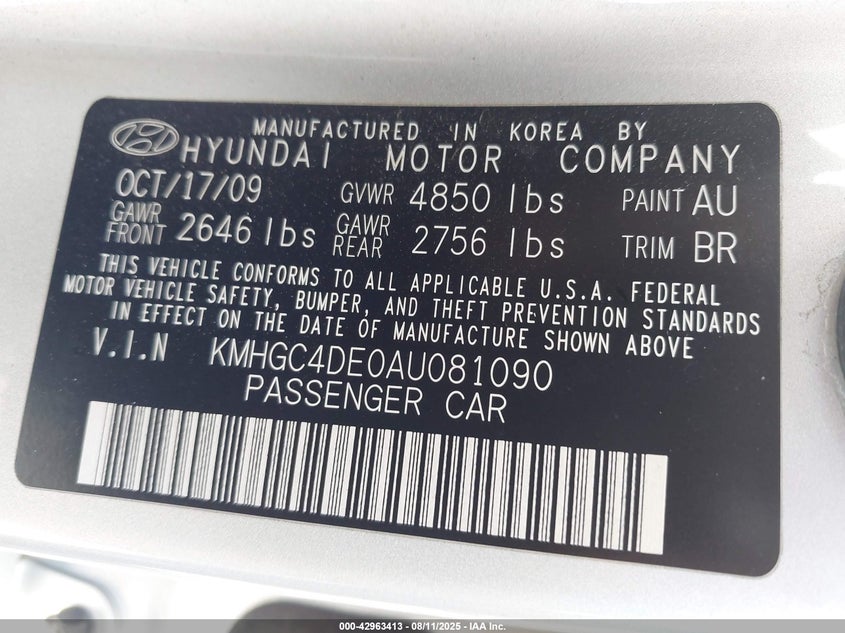 MANUFACTURED IN KOREA BY
HYUNDAI MOTOR COMPANY
OCT/17/09 GVWR 4850 lbs PAINT AU
GAWR FRONT 2646 lbs GAWR REAR 2756 lbs TRIM BR
THIS VEHICLE CONFORMS TO ALL APPLICABLE U.S.A. FEDERAL
MOTOR VEHICLE SAFETY, BUMPER, AND THEFT PREVENTION STANDARDS
IN EFFECT ON THE DATE OF MANUFACTURE SHOWN ABOVE
V.I.N KMHGC4DE0AU081090
PASSENGER CAR
000-42963413 - 08/11/2025 - IAA Inc.